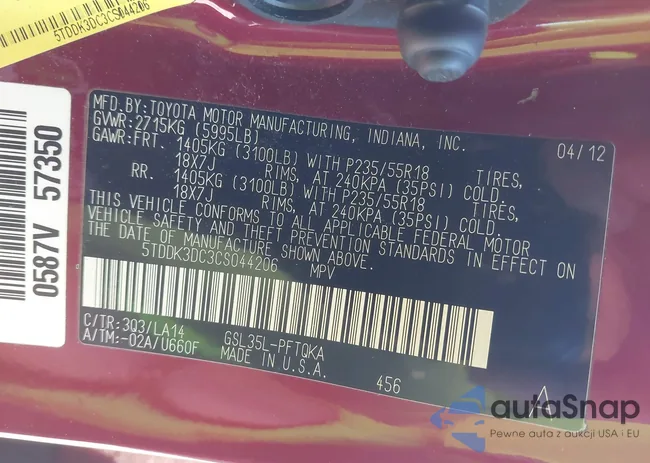 5TDDK3DC3CS044206
0587V 57350
MFD.BY:TOYOTA MOTOR MANUFACTURING, INDIANA, INC.
GVWR:2715KG (5995LB) 04/12
GAWR:FRT. 1405KG (3100LB) WITH P235/55R18 TIRES,
18X7J RIMS, AT 240KPA (35PSI) COLD.
RR. 1405KG (3100LB) WITH P235/55R18 TIRES,
18X7J RIMS, AT 240KPA (35PSI) COLD.
THIS VEHICLE CONFORMS TO ALL APPLICABLE FEDERAL MOTOR
VEHICLE SAFETY AND THEFT PREVENTION STANDARDS IN EFFECT ON
THE DATE OF MANUFACTURE SHOWN ABOVE.
5TDDK3DC3CS044206 MPV
C/TR:3Q3/LA14 GSL35L-PFTQKA
A/TM:-02A/U660F MADE IN U.S.A.
456
autaSnap
Pewne auta z aukcji USA i EU